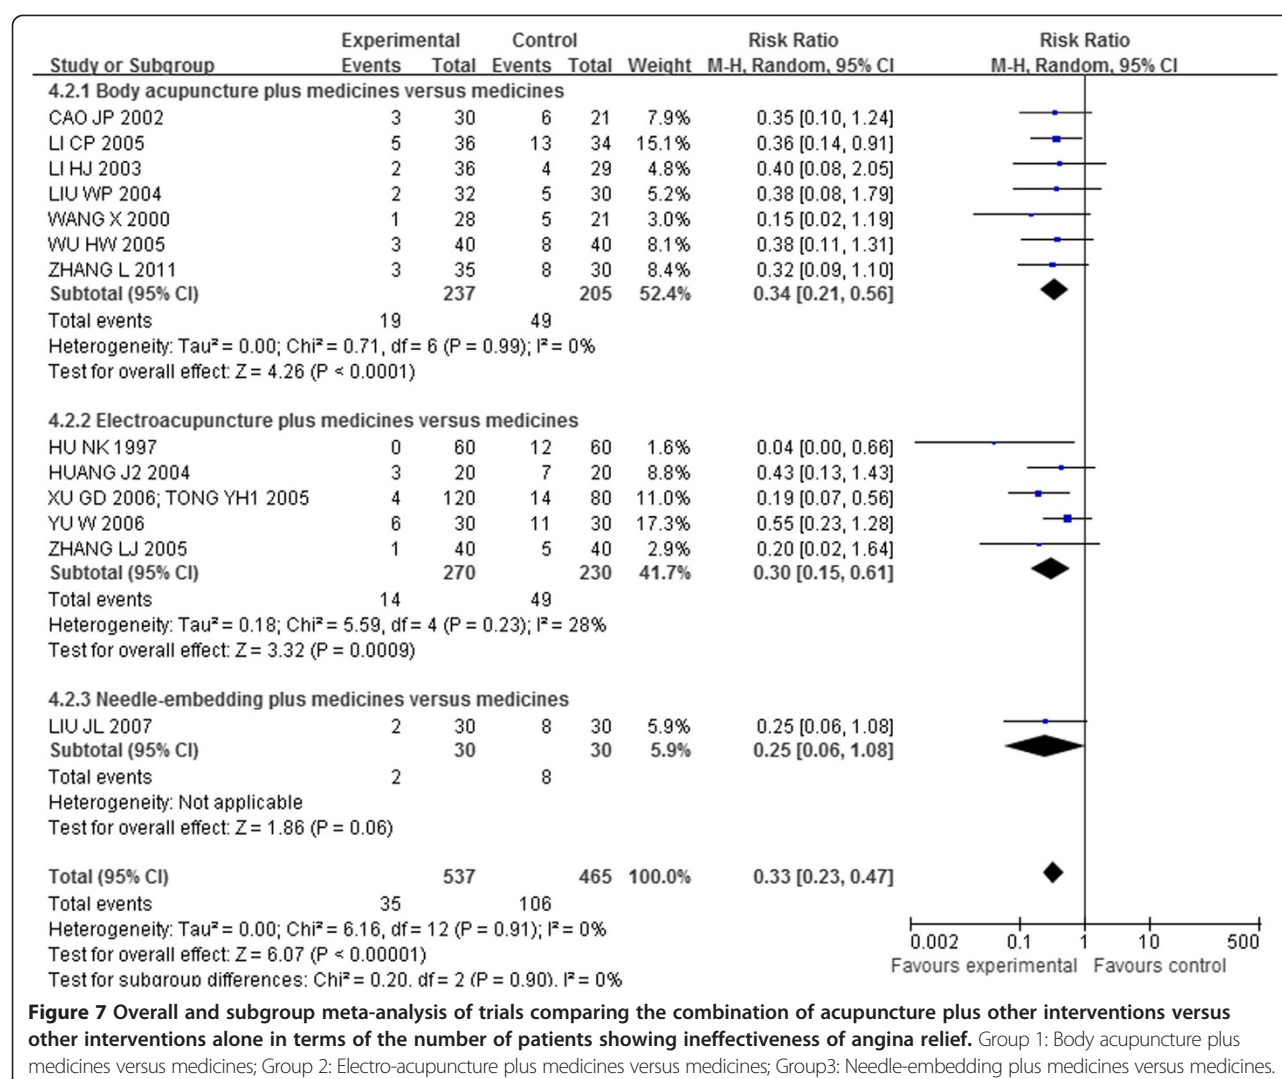 Experimental Control Risk Ratio Risk Ratio
Study or Subgroup Events Total Events Total Weight M-H, Random, 95% CI M-H, Random, 95% CI
4.2.1 Body acupuncture plus medicines versus medicines
CAO JP 2002 3 30 6 21 7.9% 0.35 [0.10, 1.24]
LI CP 2005 5 36 13 34 15.1% 0.36 [0.14, 0.91]
LI HJ 2003 2 36 4 29 4.8% 0.40 [0.08, 2.05]
LIU WP 2004 2 32 5 30 5.2% 0.38 [0.08, 1.79]
WANG X 2000 1 28 5 21 3.0% 0.15 [0.02, 1.19]
WU HW 2005 3 40 8 40 8.1% 0.38 [0.11, 1.31]
ZHANG L 2011 3 35 8 30 8.4% 0.32 [0.09, 1.10]
Subtotal (95% CI) 237 205 52.4% 0.34 [0.21, 0.56]
Total events 19 49
Heterogeneity: Tau² = 0.00; Chi² = 0.71, df = 6 (P = 0.99); I² = 0%
Test for overall effect: Z = 4.26 (P < 0.0001)
4.2.2 Electroacupuncture plus medicines versus medicines
HU NK 1997 0 60 12 60 1.6% 0.04 [0.00, 0.66]
HUANG J2 2004 3 20 7 20 8.8% 0.43 [0.13, 1.43]
XU GD 2006; TONG YH1 2005 4 120 14 80 11.0% 0.19 [0.07, 0.56]
YU W 2006 6 30 11 30 17.3% 0.55 [0.23, 1.28]
ZHANG LJ 2005 1 40 5 40 2.9% 0.20 [0.02, 1.64]
Subtotal (95% CI) 270 230 41.7% 0.30 [0.15, 0.61]
Total events 14 49
Heterogeneity: Tau² = 0.18; Chi² = 5.59, df = 4 (P = 0.23); I² = 28%
Test for overall effect: Z = 3.32 (P = 0.0009)
4.2.3 Needle-embedding plus medicines versus medicines
LIU JL 2007 2 30 8 30 5.9% 0.25 [0.06, 1.08]
Subtotal (95% CI) 30 30 5.9% 0.25 [0.06, 1.08]
Total events 2 8
Heterogeneity: Not applicable
Test for overall effect: Z = 1.86 (P = 0.06)
Total (95% CI) 537 465 100.0% 0.33 [0.23, 0.47]
Total events 35 106
Heterogeneity: Tau² = 0.00; Chi² = 6.16, df = 12 (P = 0.91); I² = 0%
Test for overall effect: Z = 6.07 (P < 0.00001)
Test for subgroup differences: Chi² = 0.20. df = 2 (P = 0.90). I² = 0%
0.002 0.1 1 10 500
Favours experimental Favours control
Figure 7 Overall and subgroup meta-analysis of trials comparing the combination of acupuncture plus other interventions versus
other interventions alone in terms of the number of patients showing ineffectiveness of angina relief. Group 1: Body acupuncture plus
medicines versus medicines; Group 2: Electro-acupuncture plus medicines versus medicines; Group3: Needle-embedding plus medicines versus medicines.